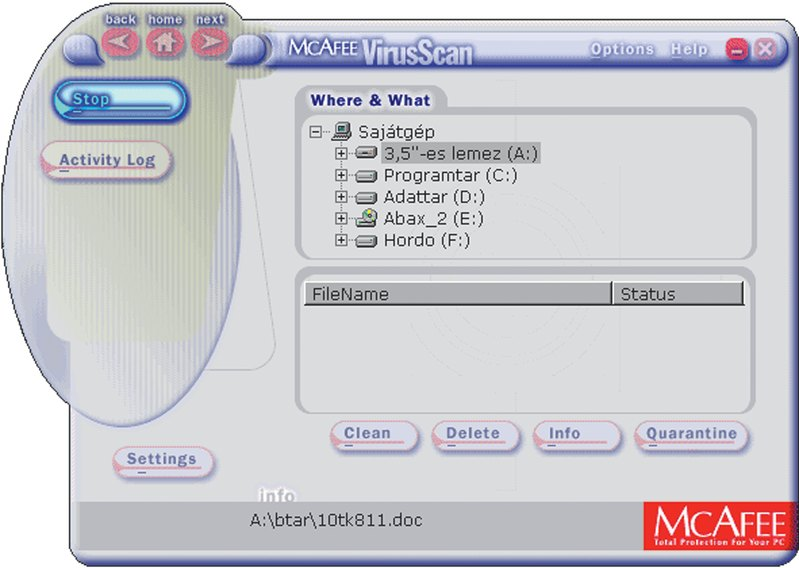 back home next
McAFEE VirusScan
Options Help
Stop
Activity Log
Where & What
Sajátgép
3,5"-es lemez (A:)
Programtar (C:)
Adattar (D:)
Abax_2 (E:)
Hordo (F:)
FileName Status
Clean Delete Info Quarantine
Settings
info
A:\btar\10tk811.doc
McAFEE
Total Protection For Your PC